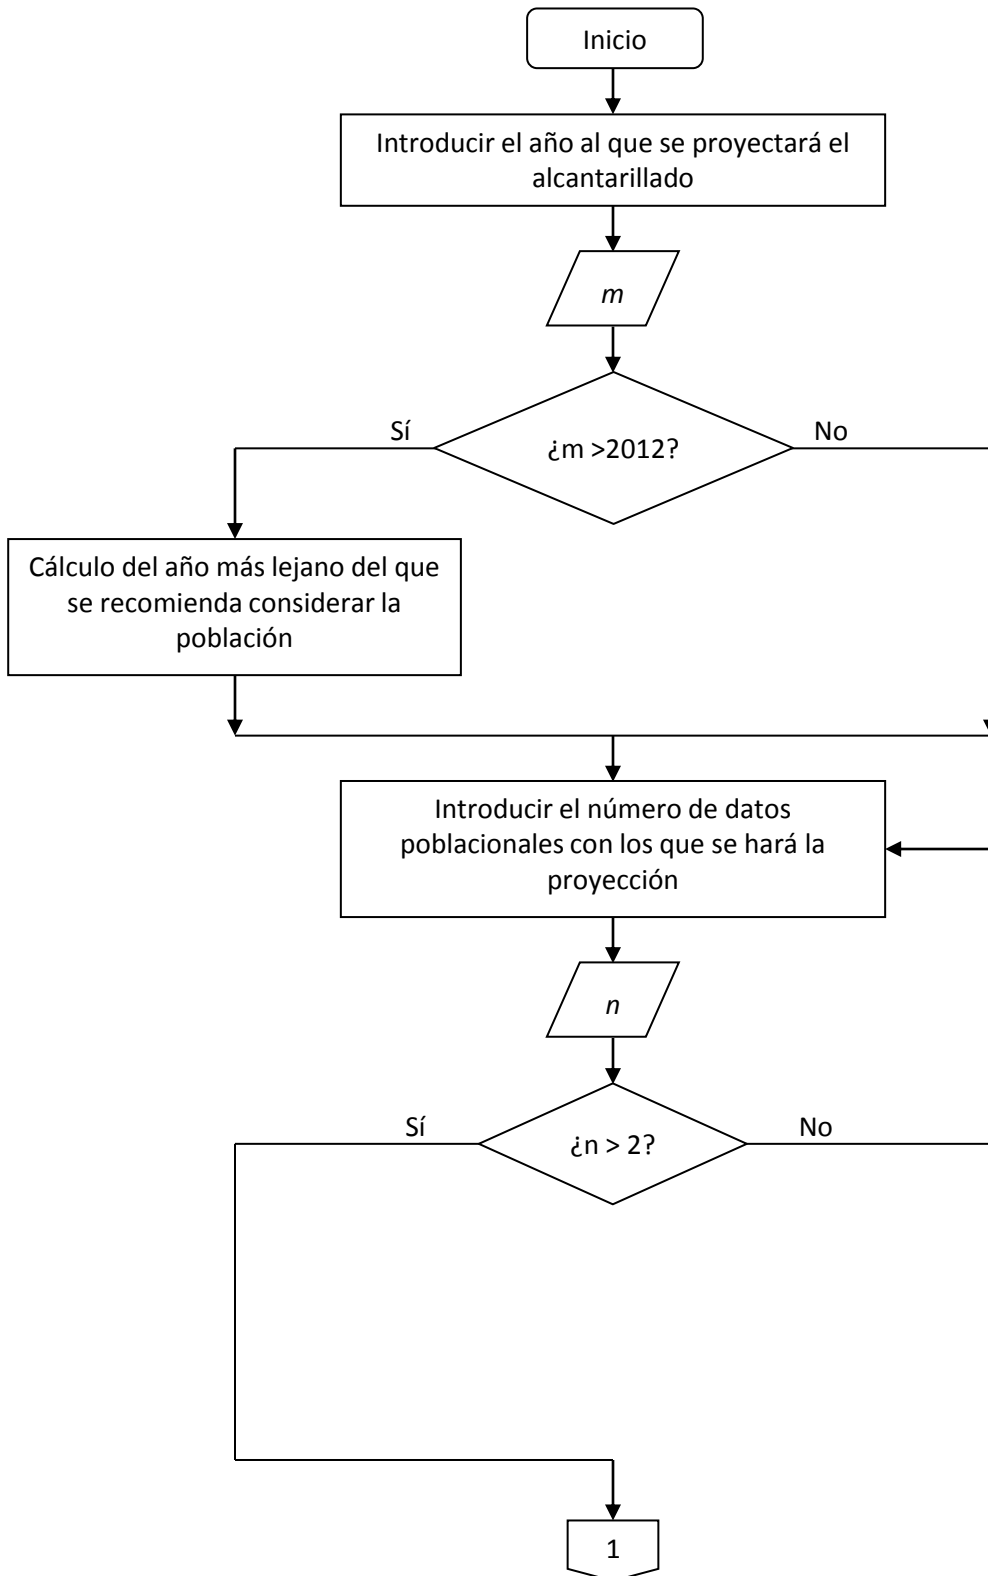 Inicio
Introducir el año al que se proyectará el
alcantarillado
m
Sí
¿m >2012?
No
Cálculo del año más lejano del que
se recomienda considerar la
población
Introducir el número de datos
poblacionales con los que se hará la
proyección
n
Sí
¿n > 2?
No
1